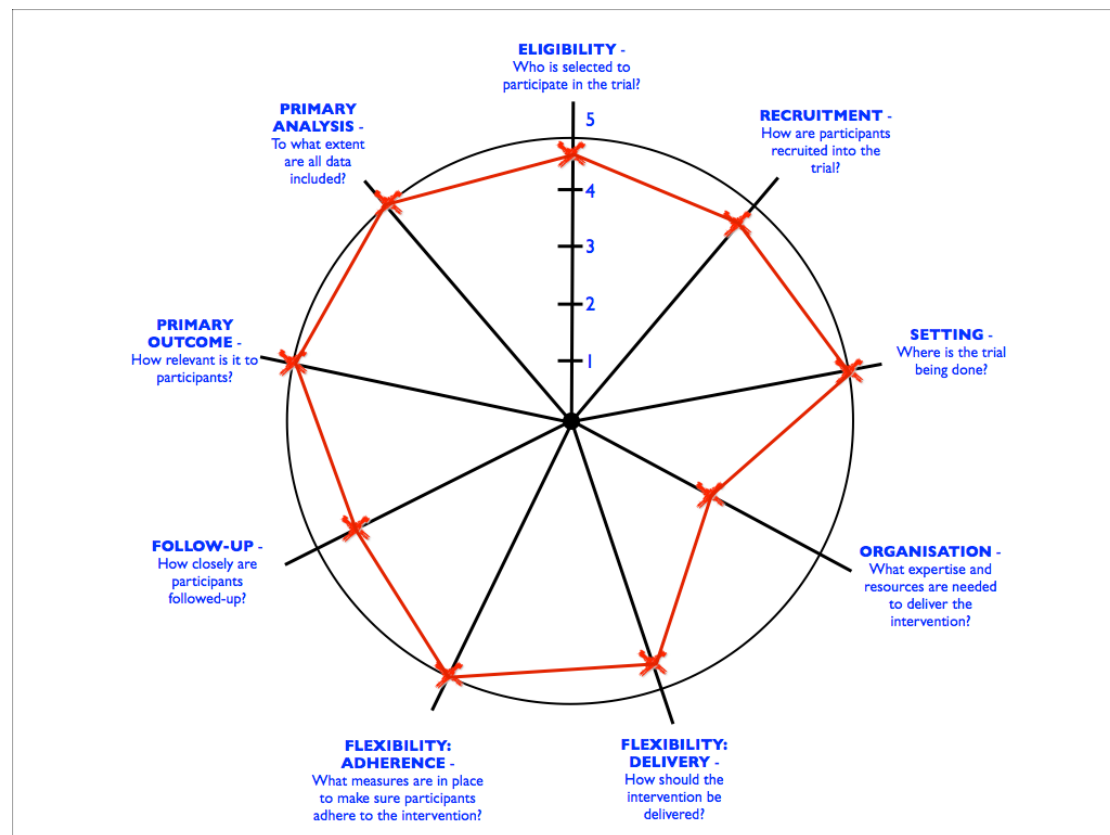 ELIGIBILITY -
Who is selected to
participate in the trial?
PRIMARY
ANALYSIS -
To what extent
are all data
included?
RECRUITMENT -
How are participants
recruited into the
trial?
5
4
3
2
1
PRIMARY
OUTCOME -
How relevant is it to
participants?
SETTING -
Where is the trial
being done?
FOLLOW-UP -
How closely are
participants
followed-up?
ORGANISATION -
What expertise and
resources are needed
to deliver the
intervention?
FLEXIBILITY:
ADHERENCE -
What measures are in place
to make sure participants
adhere to the intervention?
FLEXIBILITY:
DELIVERY -
How should the
intervention be
delivered?